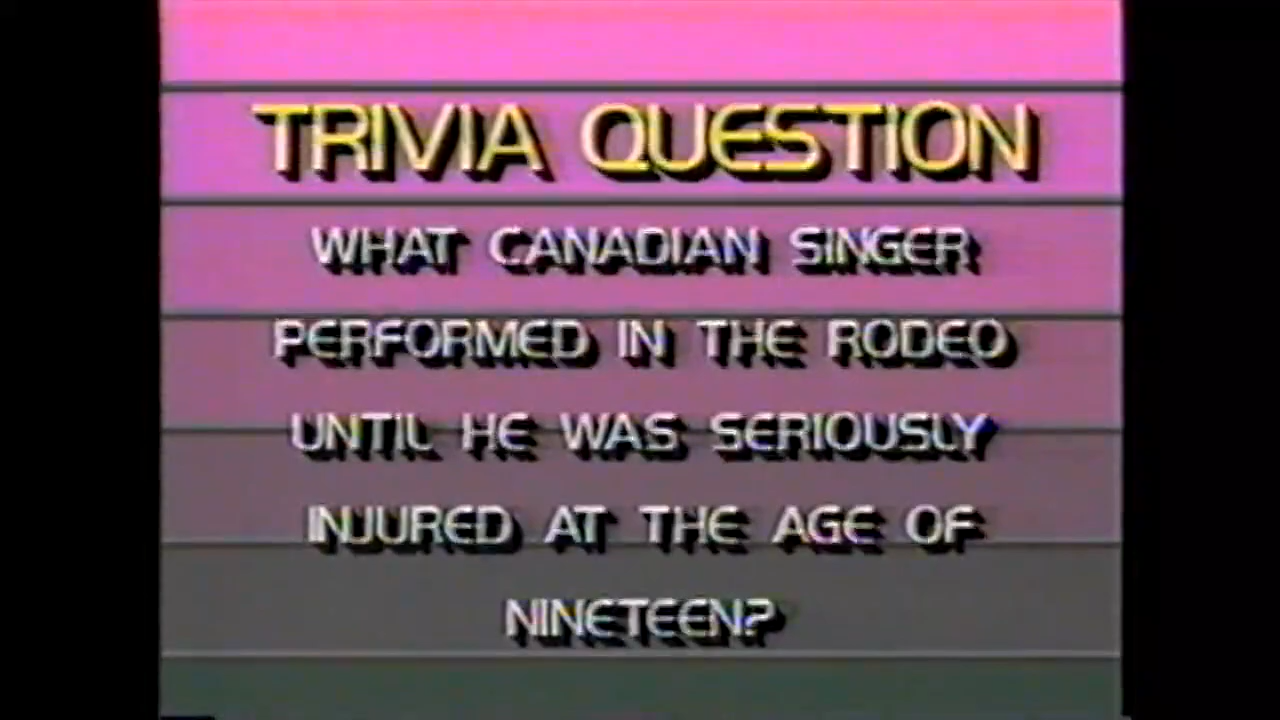 TRIVIA QUESTION
WHAT CANADIAN SINGER
PERFORMED IN THE RODEO
UNTIL HE WAS SERIOUSLY
INJURED AT THE AGE OF
NINETEEN?